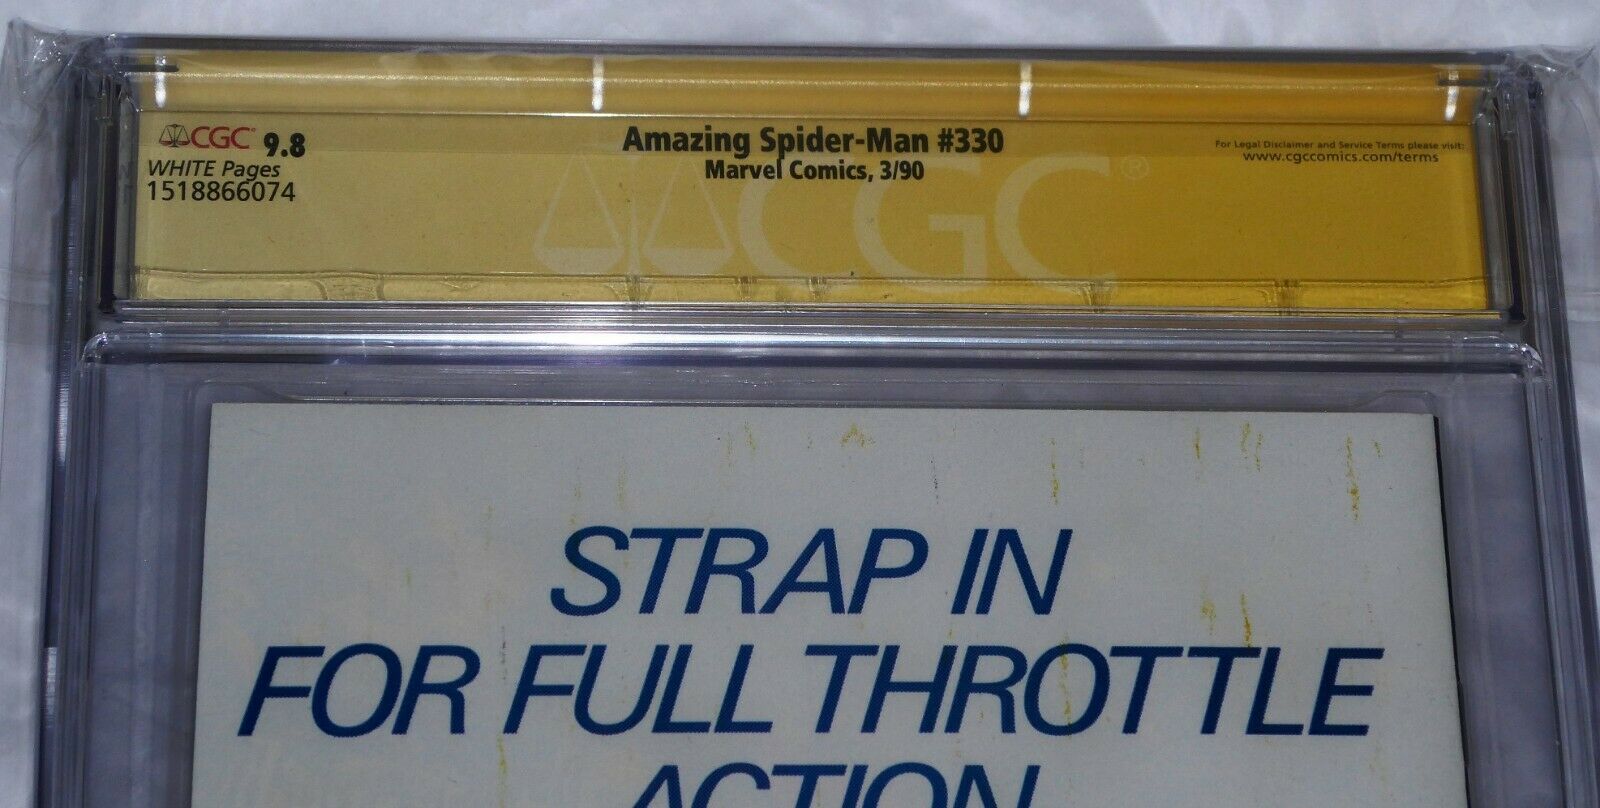 CGC® 9.8
WHITE Pages
1518866074
Amazing Spider-Man #330
Marvel Comics, 3/90
For Legal Disclaimer and Service Terms please visit:
www.cgccomics.com/terms
CGC®
STRAP IN
FOR FULL THROTTLE
ACTION